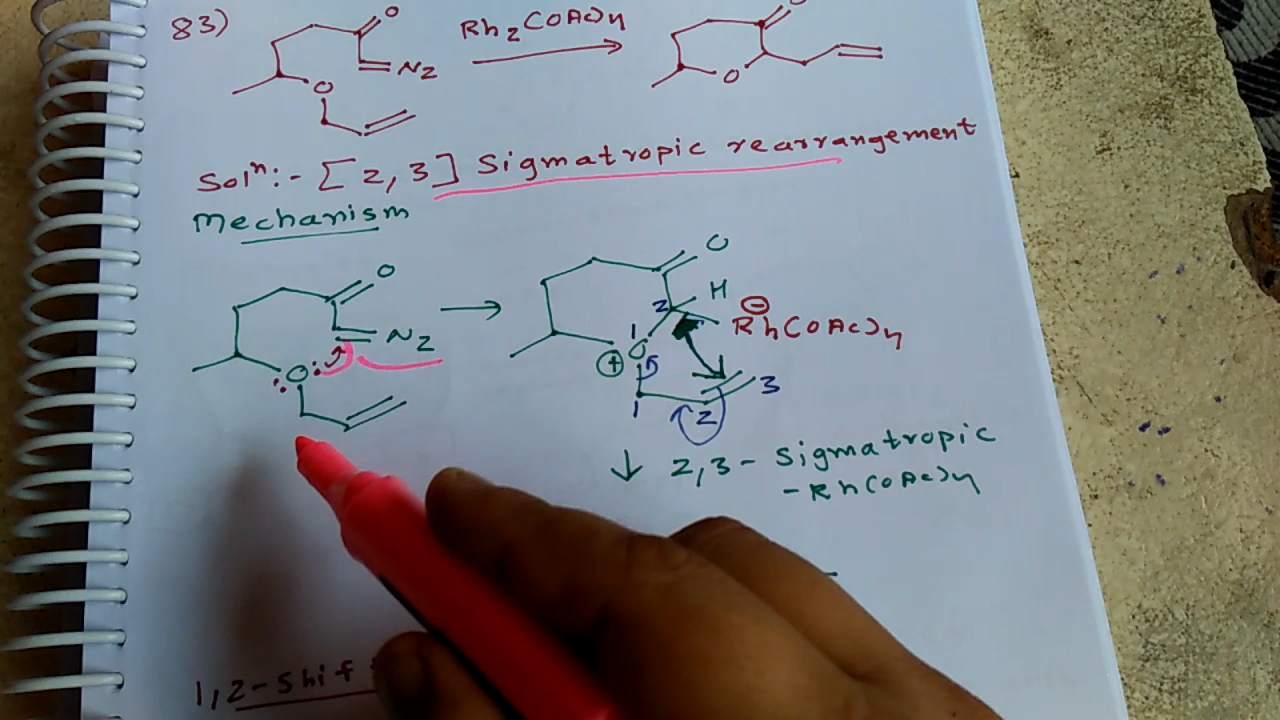 83)
O
N2
O
Rh2(OAc)4
O
O
Solⁿ:- [2,3] Sigmatropic rearrangement
Mechanism
O
N2
O
O
2 H
⊖
Rh(OAc)4
1
⊕ O
3
1 2
↓ 2,3- Sigmatropic
-Rh(OAc)4
1,2-Shif